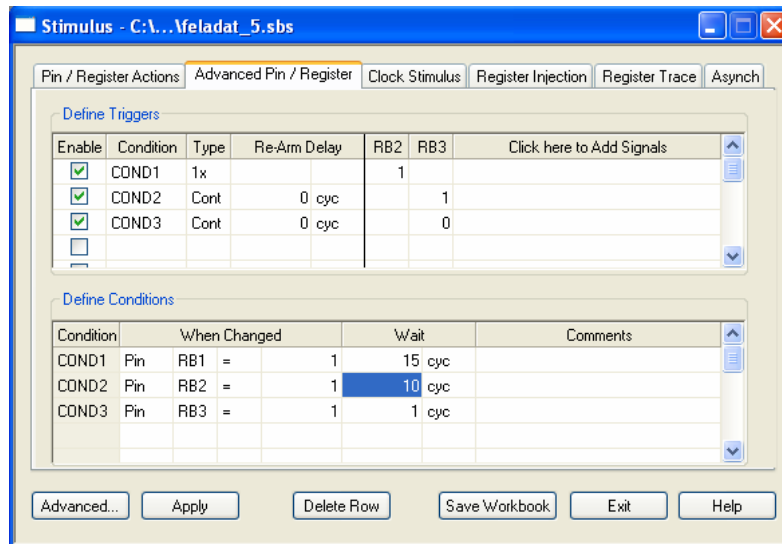 Stimulus - C:\...\feladat_5.sbs
Pin / Register Actions Advanced Pin / Register Clock Stimulus Register Injection Register Trace Asynch
Define Triggers
Enable Condition Type Re-Arm Delay RB2 RB3 Click here to Add Signals
COND1 1x 1
COND2 Cont 0 cyc 1
COND3 Cont 0 cyc 0
Define Conditions
Condition When Changed Wait Comments
COND1 Pin RB1 = 1 15 cyc
COND2 Pin RB2 = 1 10 cyc
COND3 Pin RB3 = 1 1 cyc
Advanced... Apply Delete Row Save Workbook Exit Help